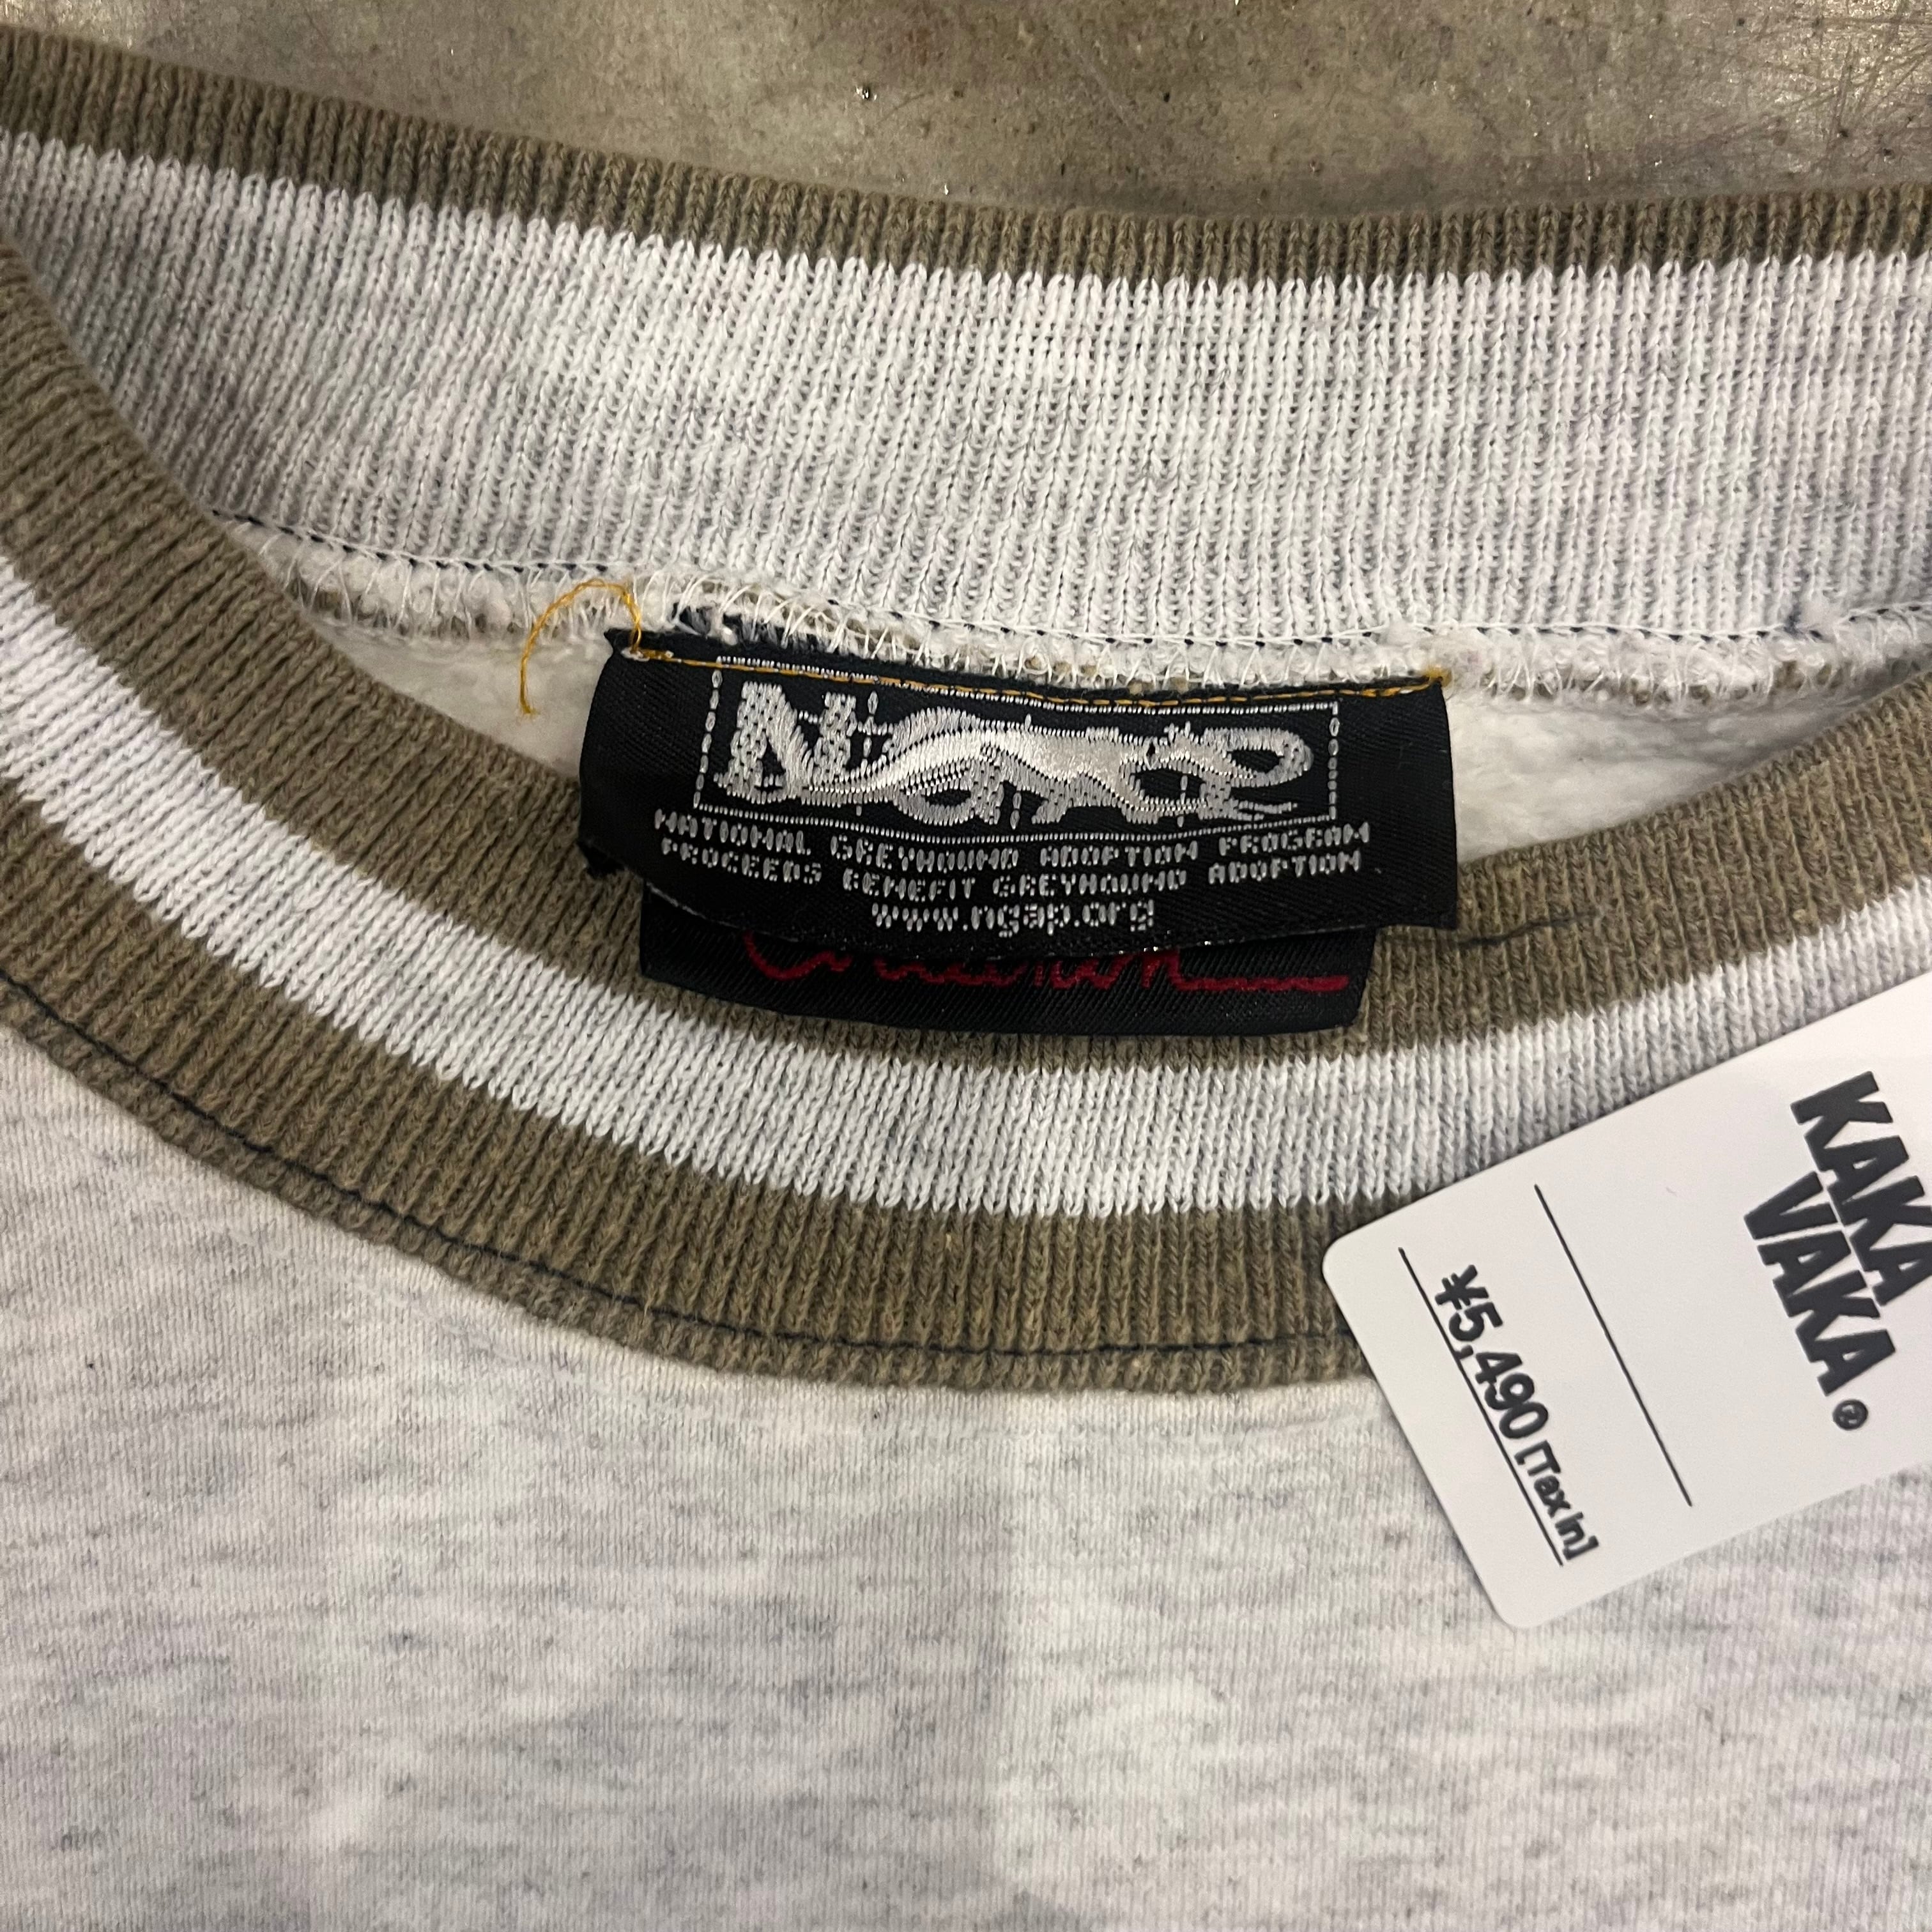 NGAP
NATIONAL GREYHOUND ADOPTION PROGRAM
PROCEEDS BENEFIT GREYHOUND ADOPTION
www.ngap.org
KAKA
VAKA®
¥5,490 [Tax In]